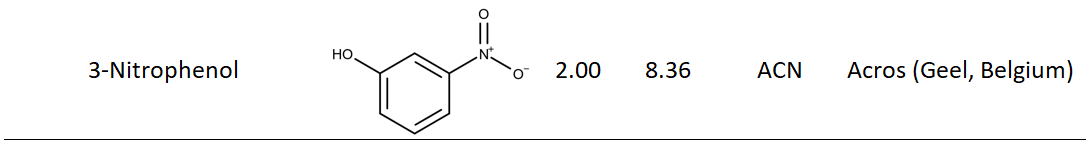 3-Nitrophenol HO O N+ O− 2.00 8.36 ACN Acros (Geel, Belgium)